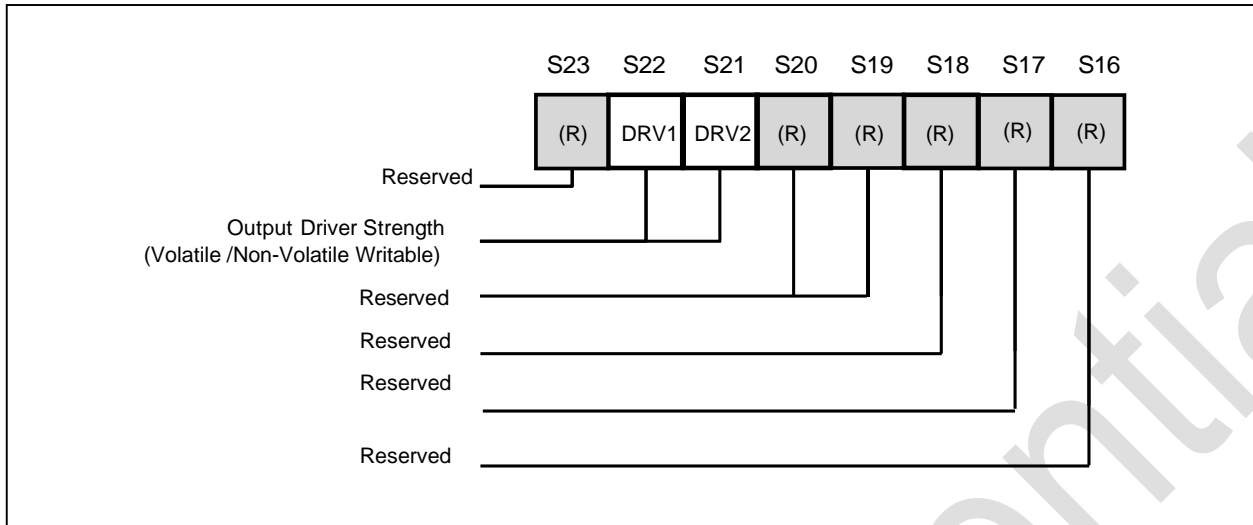 S23 S22 S21 S20 S19 S18 S17 S16
(R) DRV1 DRV2 (R) (R) (R) (R) (R)
Reserved
Output Driver Strength
(Volatile /Non-Volatile Writable)
Reserved
Reserved
Reserved
Reserved